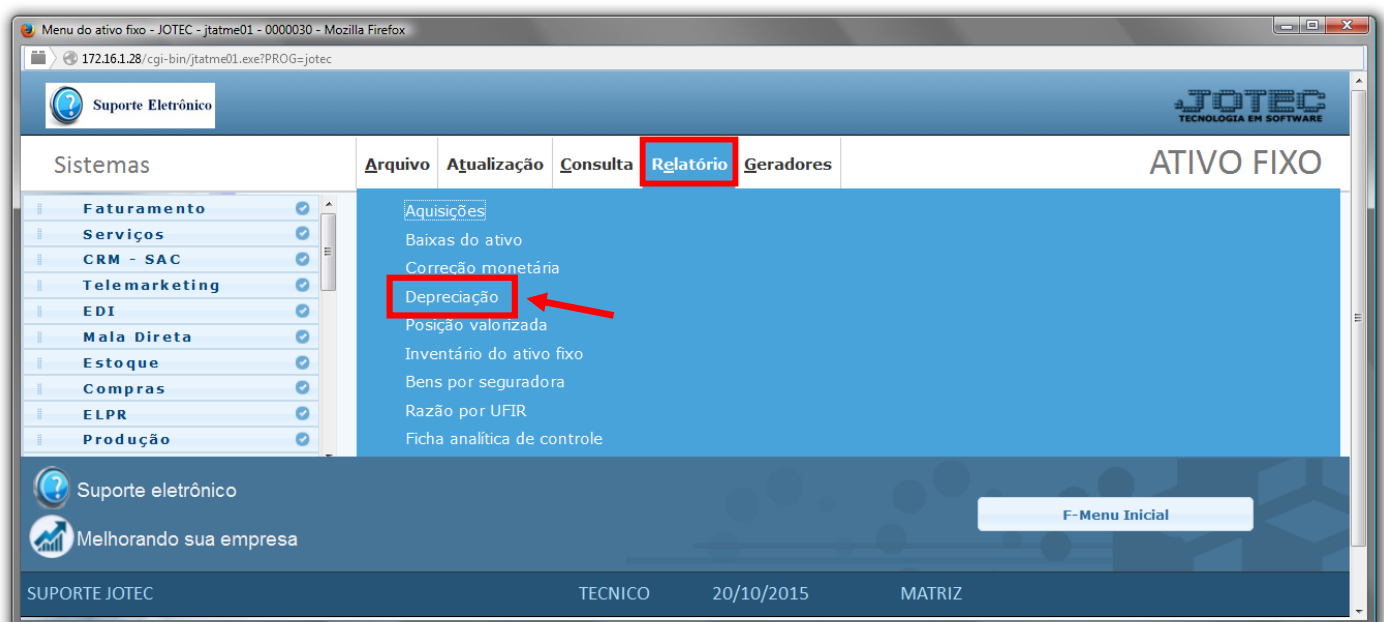 Menu do ativo fixo - JOTEC - jtatme01 - 0000030 - Mozilla Firefox
172.16.1.28/cgi-bin/jtatme01.exe?PROG=jotec
Suporte Eletrônico
JOTEC
TECNOLOGIA EM SOFTWARE
Sistemas
Arquivo Atualização Consulta Relatório Geradores
ATIVO FIXO
Faturamento
Serviços
CRM - SAC
Telemarketing
EDI
Mala Direta
Estoque
Compras
ELPR
Produção
Aquisições
Baixas do ativo
Correção monetária
Depreciação
Posição valorizada
Inventário do ativo fixo
Bens por seguradora
Razão por UFIR
Ficha analítica de controle
Suporte eletrônico
Melhorando sua empresa
F-Menu Inicial
SUPORTE JOTEC TECNICO 20/10/2015 MATRIZ